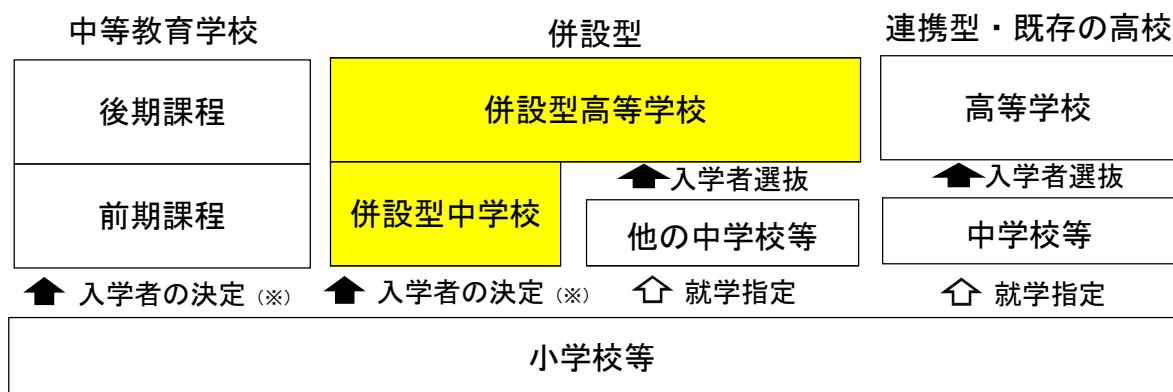 中等教育学校 併設型 連携型・既存の高校
後期課程 併設型高等学校 高等学校
入学者選抜 入学者選抜
前期課程 併設型中学校 他の中学校等 中学校等
入学者の決定（※） 入学者の決定（※） 就学指定 就学指定
小学校等